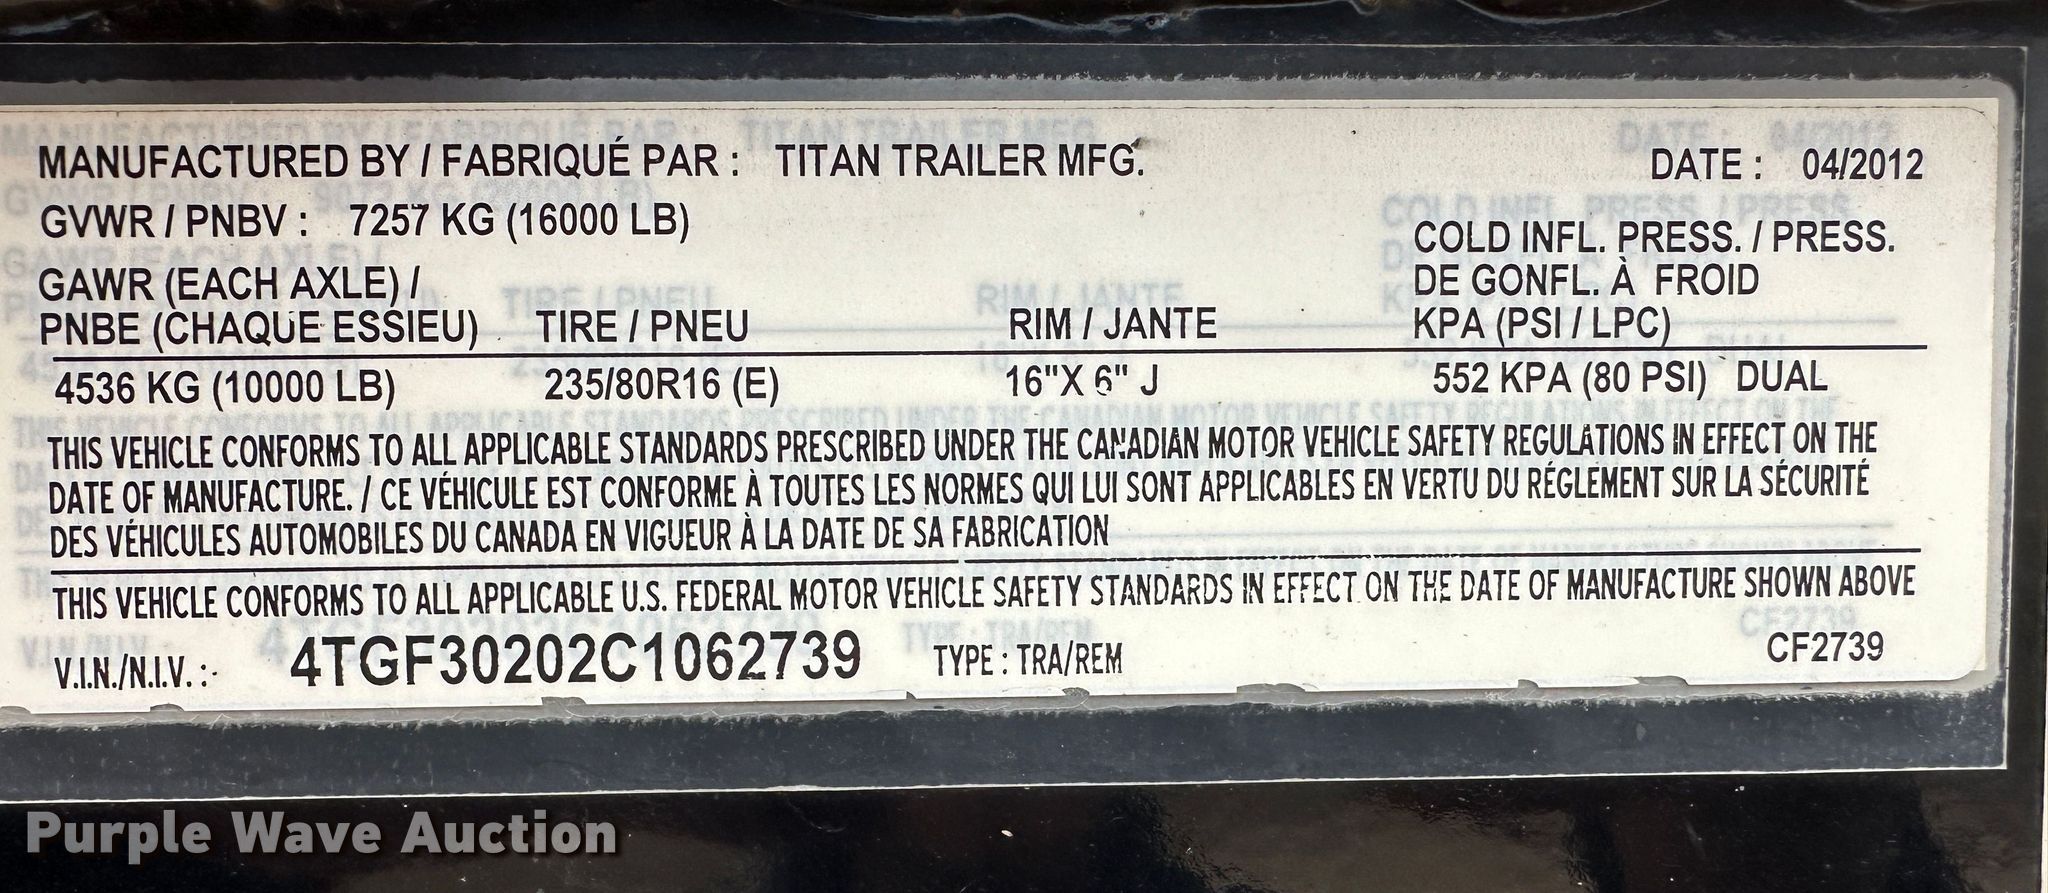 MANUFACTURED BY / FABRIQUÉ PAR : TITAN TRAILER MFG. DATE : 04/2012
GVWR / PNBV : 7257 KG (16000 LB)
COLD INFL. PRESS. / PRESS.
GAWR (EACH AXLE) / DE GONFL. À FROID
PNBE (CHAQUE ESSIEU) TIRE / PNEU RIM / JANTE KPA (PSI / LPC)
4536 KG (10000 LB) 235/80R16 (E) 16"X 6" J 552 KPA (80 PSI) DUAL
THIS VEHICLE CONFORMS TO ALL APPLICABLE STANDARDS PRESCRIBED UNDER THE CANADIAN MOTOR VEHICLE SAFETY REGULATIONS IN EFFECT ON THE
DATE OF MANUFACTURE. / CE VÉHICULE EST CONFORME À TOUTES LES NORMES QUI LUI SONT APPLICABLES EN VERTU DU RÉGLEMENT SUR LA SÉCURITÉ
DES VÉHICULES AUTOMOBILES DU CANADA EN VIGUEUR À LA DATE DE SA FABRICATION
THIS VEHICLE CONFORMS TO ALL APPLICABLE U.S. FEDERAL MOTOR VEHICLE SAFETY STANDARDS IN EFFECT ON THE DATE OF MANUFACTURE SHOWN ABOVE
V.I.N./N.I.V. : 4TGF30202C1062739 TYPE : TRA/REM CF2739
Purple Wave Auction